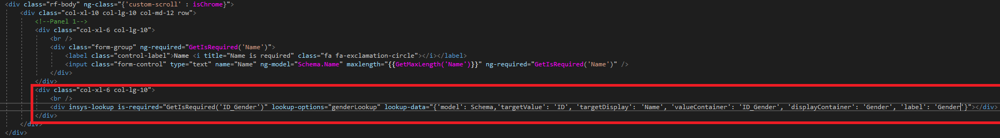 <div class="rf-body" ng-class="{'custom-scroll' : isChrome}">
<div class="col-xl-10 col-lg-10 col-md-12 row">
<!--Panel 1-->
<div class="col-xl-6 col-lg-10">
<br />
<div class="form-group" ng-required="GetIsRequired('Name')">
<label class="control-label">Name <i title="Name is required" class="fa fa-exclamation-circle"></i></label>
<input class="form-control" type="text" name="Name" ng-model="Schema.Name" maxlength="{{GetMaxLength('Name')}}" ng-required="GetIsRequired('Name')" />
</div>
</div>
<div class="col-xl-6 col-lg-10">
<br />
<div insys-lookup is-required="GetIsRequired('ID_Gender')" lookup-options="genderLookup" lookup-data="{'model': Schema,'targetValue': 'ID', 'targetDisplay': 'Name', 'valueContainer': 'ID_Gender', 'displayContainer': 'Gender', 'label': 'Gender'}"></div>
</div>
</div>
</div>